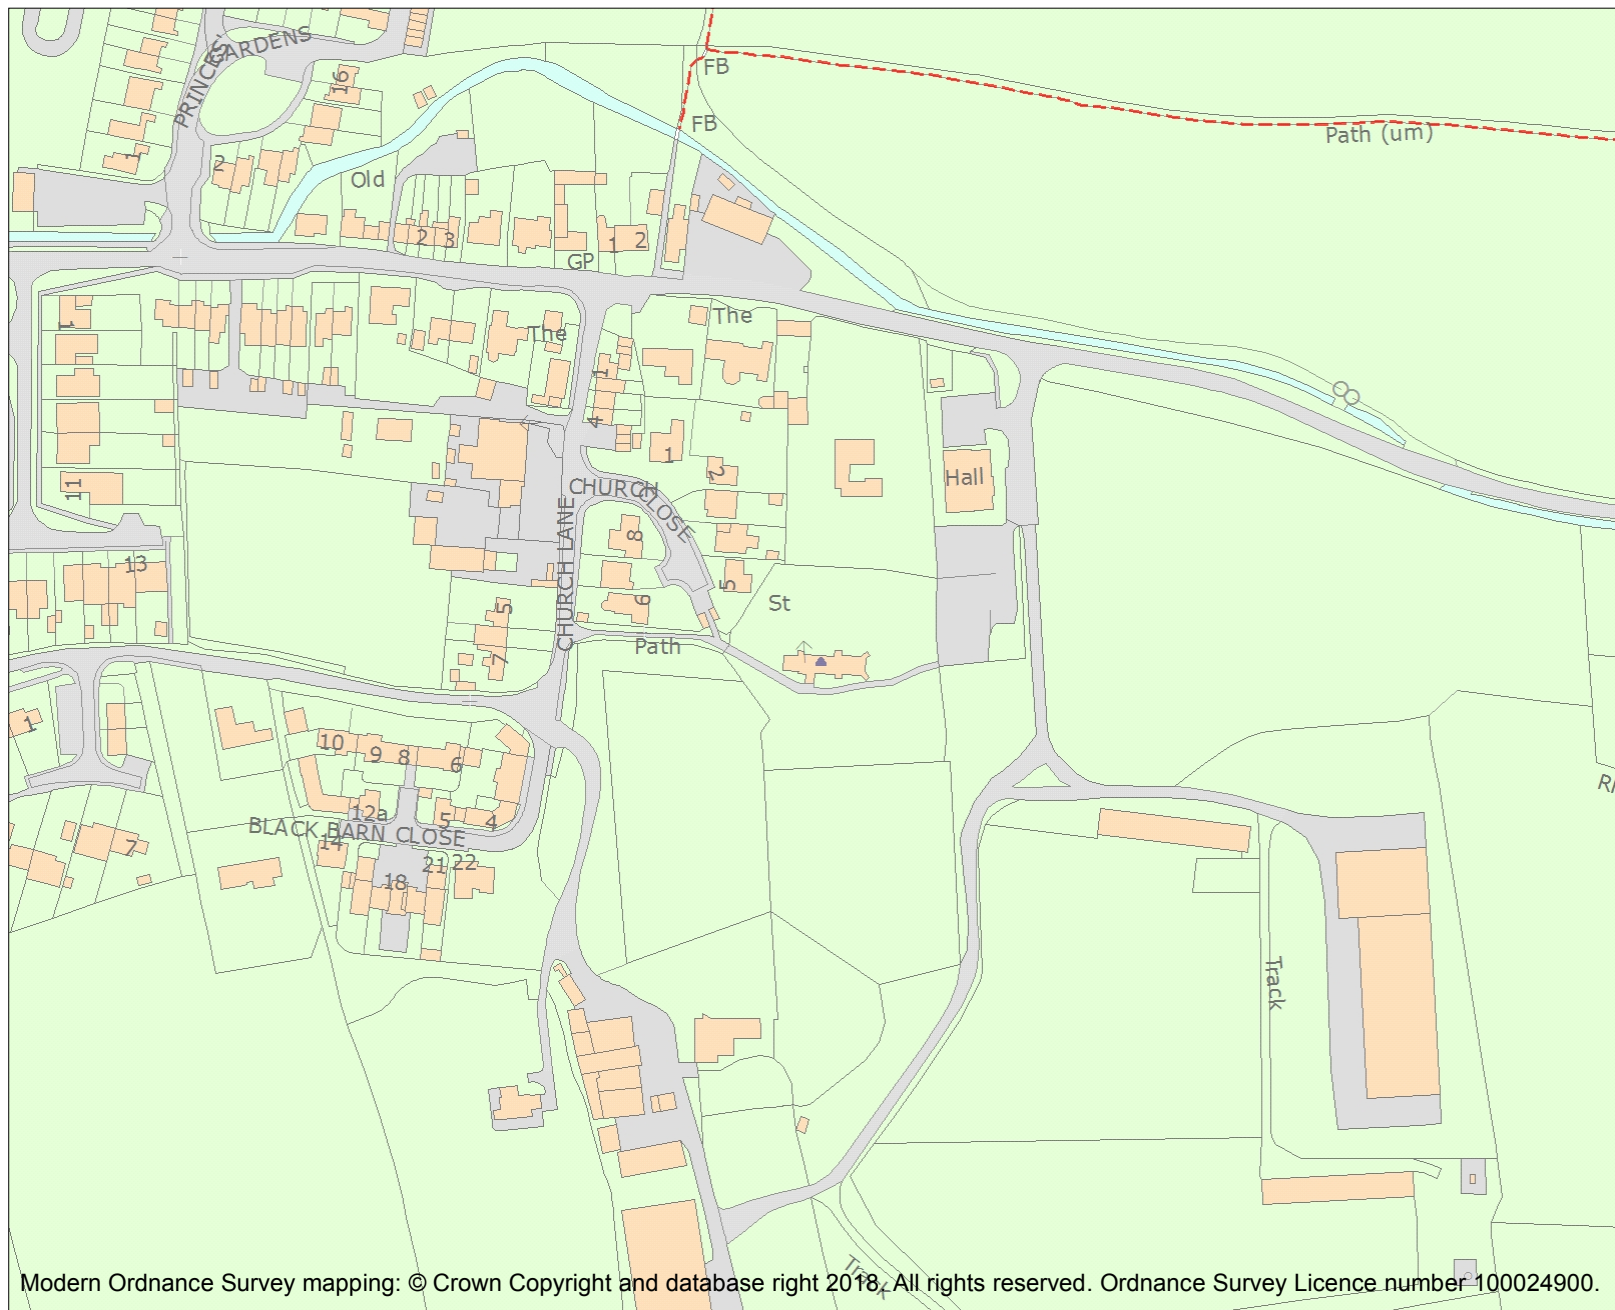 PRINCES'
GARDENS
16
1
2
Old
FB
FB
Path (um)
2
3
1
2
GP
The
The
1
1
4
1
2
CHURCH
CLOSE
CHURCH LANE
Hall
11
13
8
5
6
St
5
7
Path
1
10
9
8
6
12a
5
4
BLACK BARN CLOSE
14
21
22
18
7
Track
Track
Modern Ordnance Survey mapping: © Crown Copyright and database right 2018. All rights reserved. Ordnance Survey Licence number 100024900.